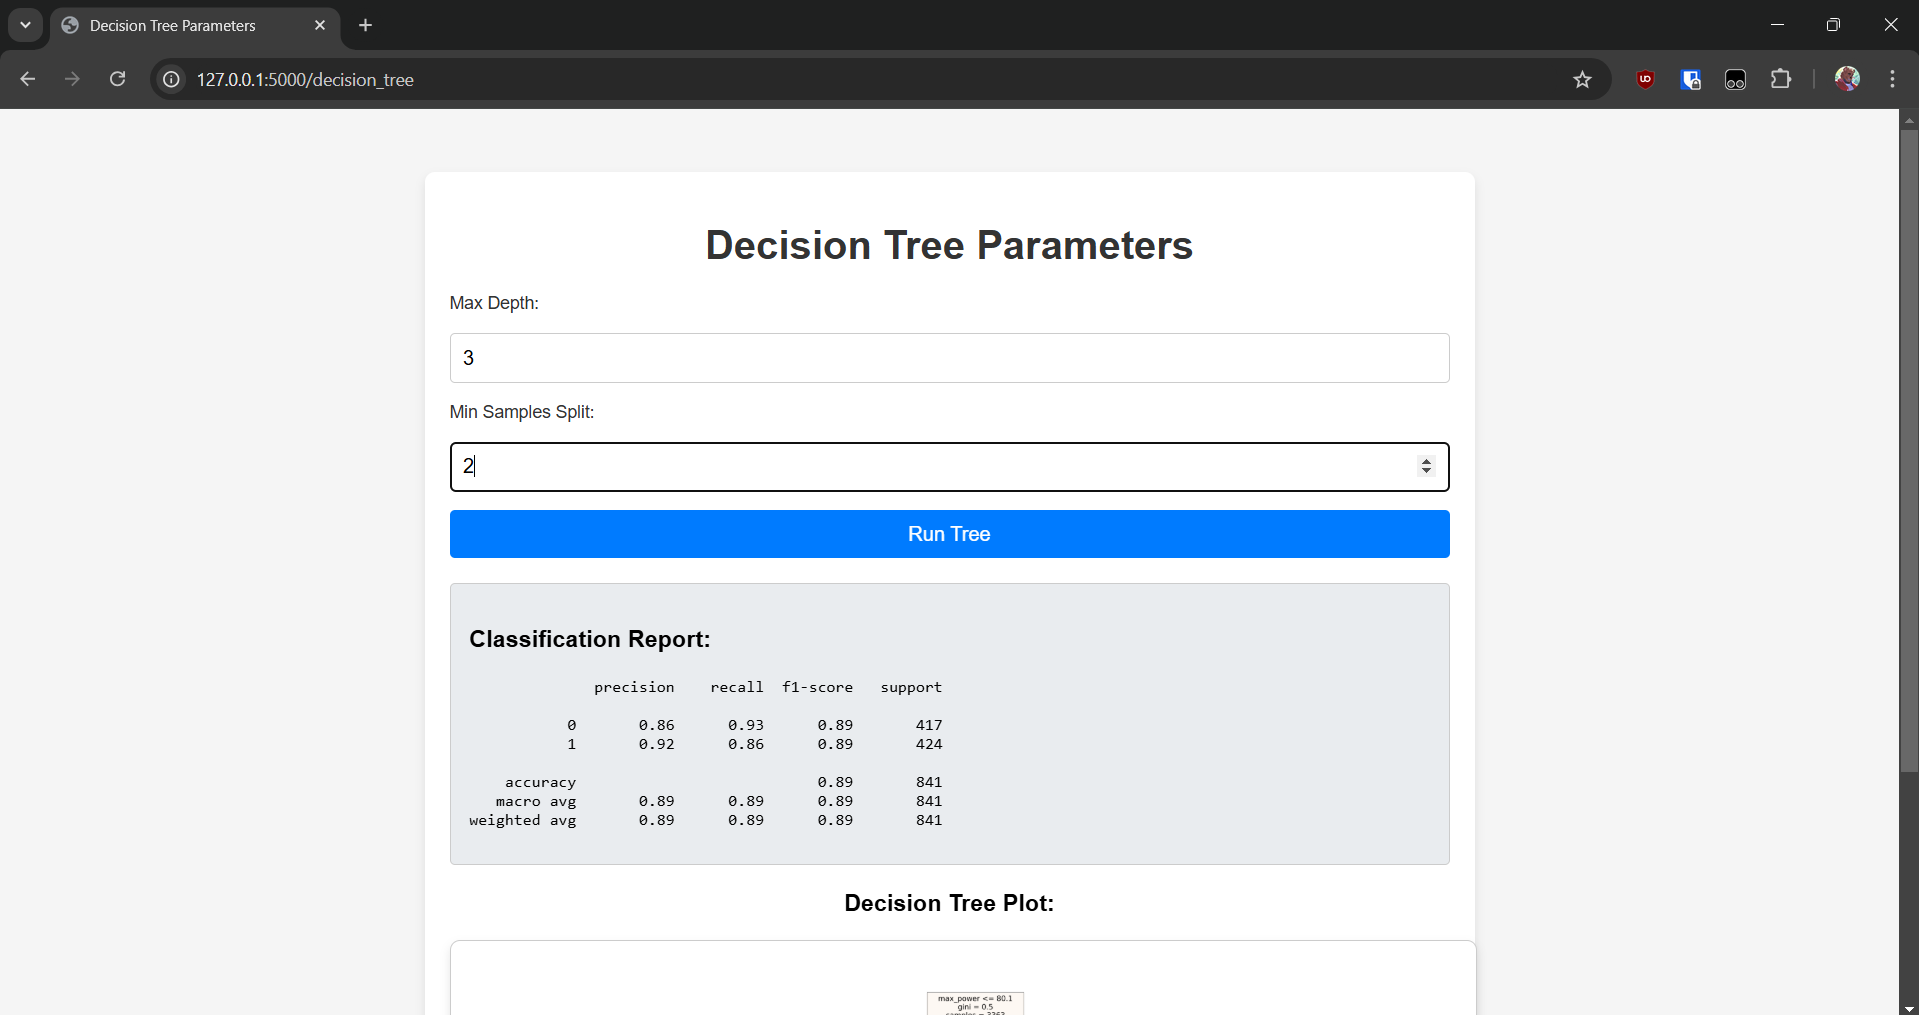 Decision Tree Parameters
127.0.0.1:5000/decision_tree
Decision Tree Parameters
Max Depth:
3
Min Samples Split:
2
Run Tree
Classification Report:
precision recall f1-score support
0 0.86 0.93 0.89 417
1 0.92 0.86 0.89 424
accuracy 0.89 841
macro avg 0.89 0.89 0.89 841
weighted avg 0.89 0.89 0.89 841
Decision Tree Plot:
max_power <= 80.1
gini = 0.5
samples = 3363